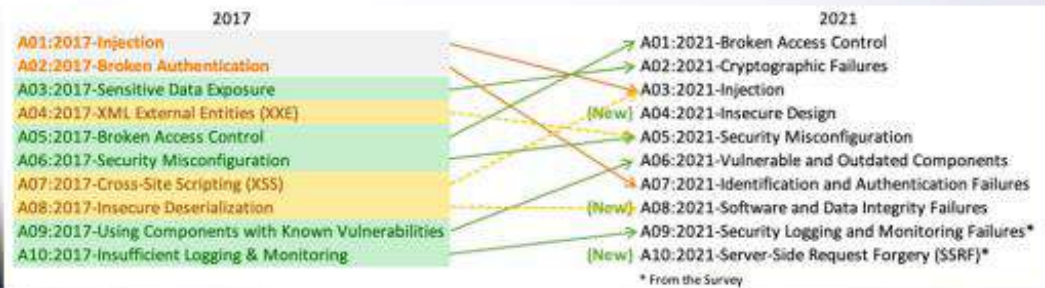 2017
A01:2017-Injection
A02:2017-Broken Authentication
A03:2017-Sensitive Data Exposure
A04:2017-XML External Entities (XXE)
A05:2017-Broken Access Control
A06:2017-Security Misconfiguration
A07:2017-Cross-Site Scripting (XSS)
A08:2017-Insecure Deserialization
A09:2017-Using Components with Known Vulnerabilities
A10:2017-Insufficient Logging & Monitoring
2021
A01:2021-Broken Access Control
A02:2021-Cryptographic Failures
A03:2021-Injection
(New) A04:2021-Insecure Design
A05:2021-Security Misconfiguration
A06:2021-Vulnerable and Outdated Components
A07:2021-Identification and Authentication Failures
(New) A08:2021-Software and Data Integrity Failures
A09:2021-Security Logging and Monitoring Failures*
(New) A10:2021-Server-Side Request Forgery (SSRF)*
* From the Survey